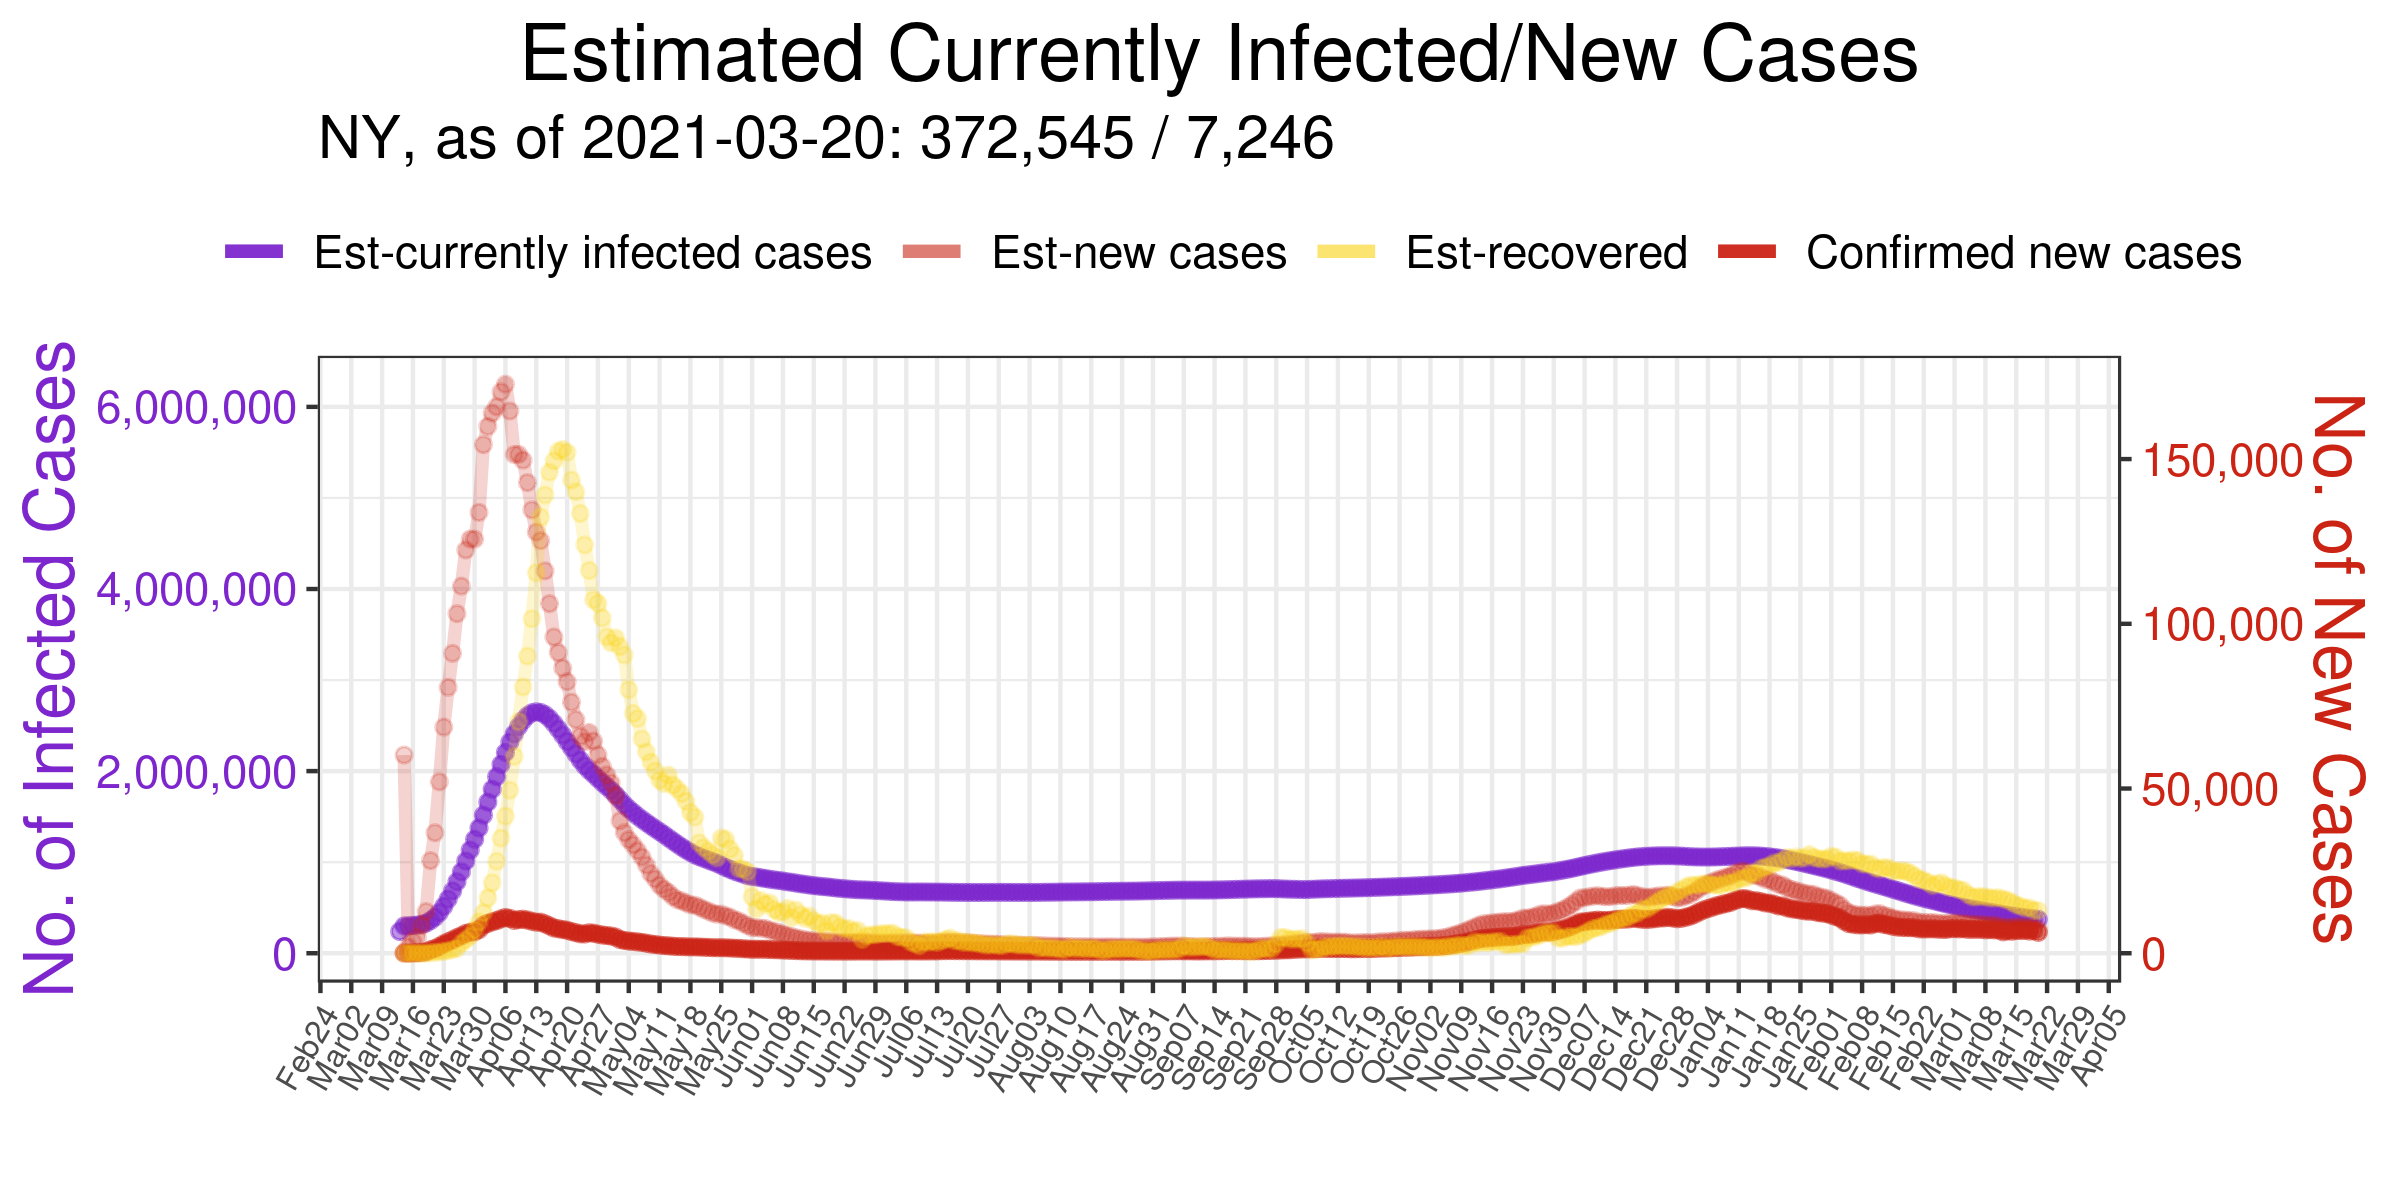 Estimated Currently Infected/New Cases
NY, as of 2021-03-20: 372,545 / 7,246
Est-currently infected cases
Est-new cases
Est-recovered
Confirmed new cases
No. of Infected Cases
6,000,000
4,000,000
2,000,000
0
150,000
100,000
50,000
0
No. of New Cases
Feb24
Mar02
Mar09
Mar16
Mar23
Mar30
Apr06
Apr13
Apr20
Apr27
May04
May11
May18
May25
Jun01
Jun08
Jun15
Jun22
Jun29
Jul06
Jul13
Jul20
Jul27
Aug03
Aug10
Aug17
Aug24
Aug31
Sep07
Sep14
Sep21
Sep28
Oct05
Oct12
Oct19
Oct26
Nov02
Nov09
Nov16
Nov23
Nov30
Dec07
Dec14
Dec21
Dec28
Jan04
Jan11
Jan18
Jan25
Feb01
Feb08
Feb15
Feb22
Mar01
Mar08
Mar15
Mar22
Mar29
Apr05